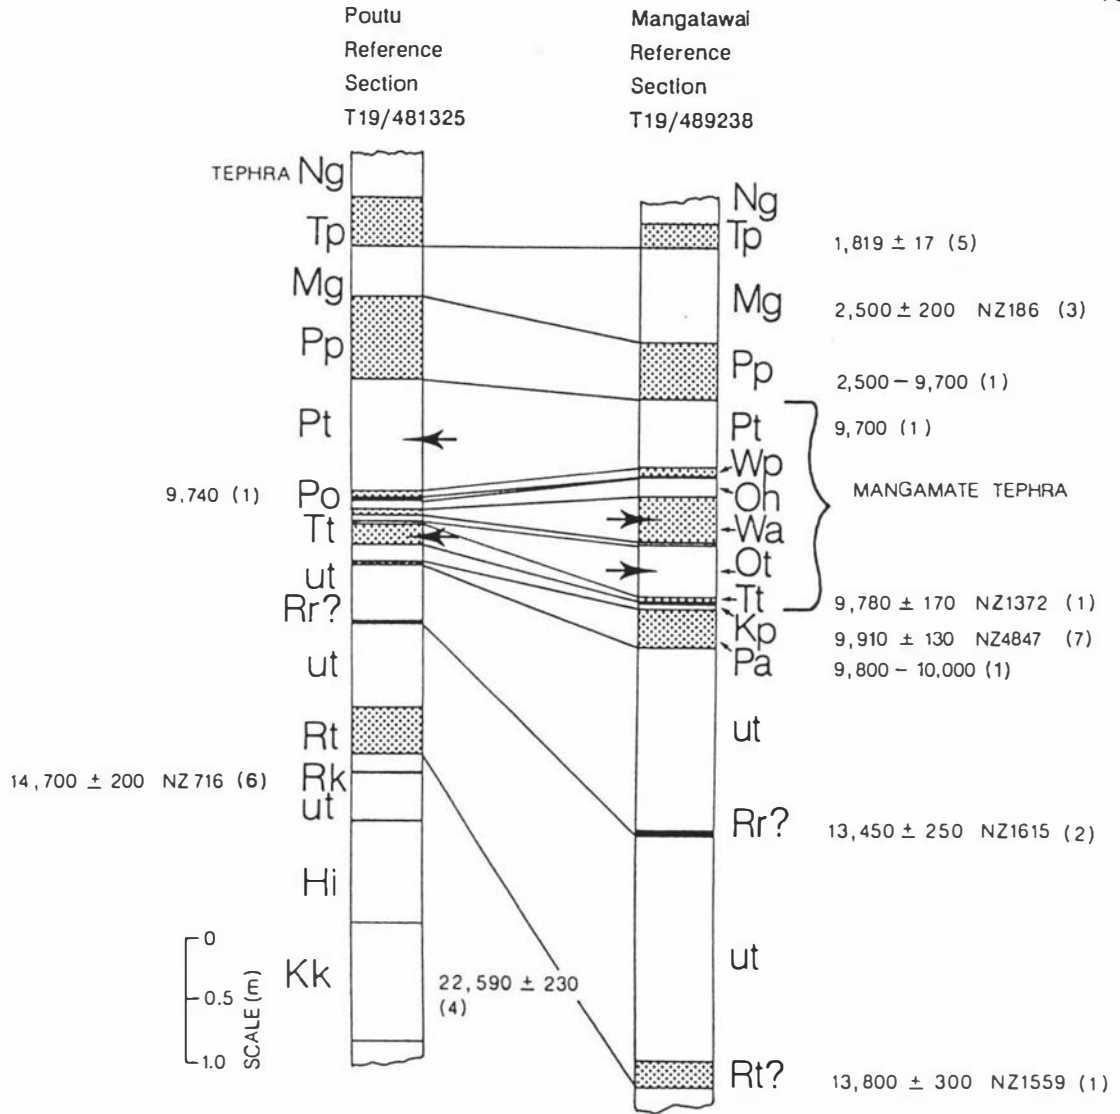 Poutu
Reference
Section
T19/481325
Mangatawai
Reference
Section
T19/489238
TEPHRA Ng
Tp
Mg
Pp
Pt
9,740 (1) Po
Tt
ut
Rr?
ut
Rt
14,700 ± 200 NZ716 (6) Rk
ut
Hi
Kk
22,590 ± 230
(4)
0
0.5
1.0
SCALE (m)
Ng
Tp 1,819 ± 17 (5)
Mg 2,500 ± 200 NZ186 (3)
Pp 2,500 – 9,700 (1)
Pt 9,700 (1)
Wp
Oh
Wa
Ot
MANGAMATE TEPHRA
Tt 9,780 ± 170 NZ1372 (1)
Kp 9,910 ± 130 NZ4847 (7)
Pa 9,800 – 10,000 (1)
ut
Rr? 13,450 ± 250 NZ1615 (2)
ut
Rt? 13,800 ± 300 NZ1559 (1)